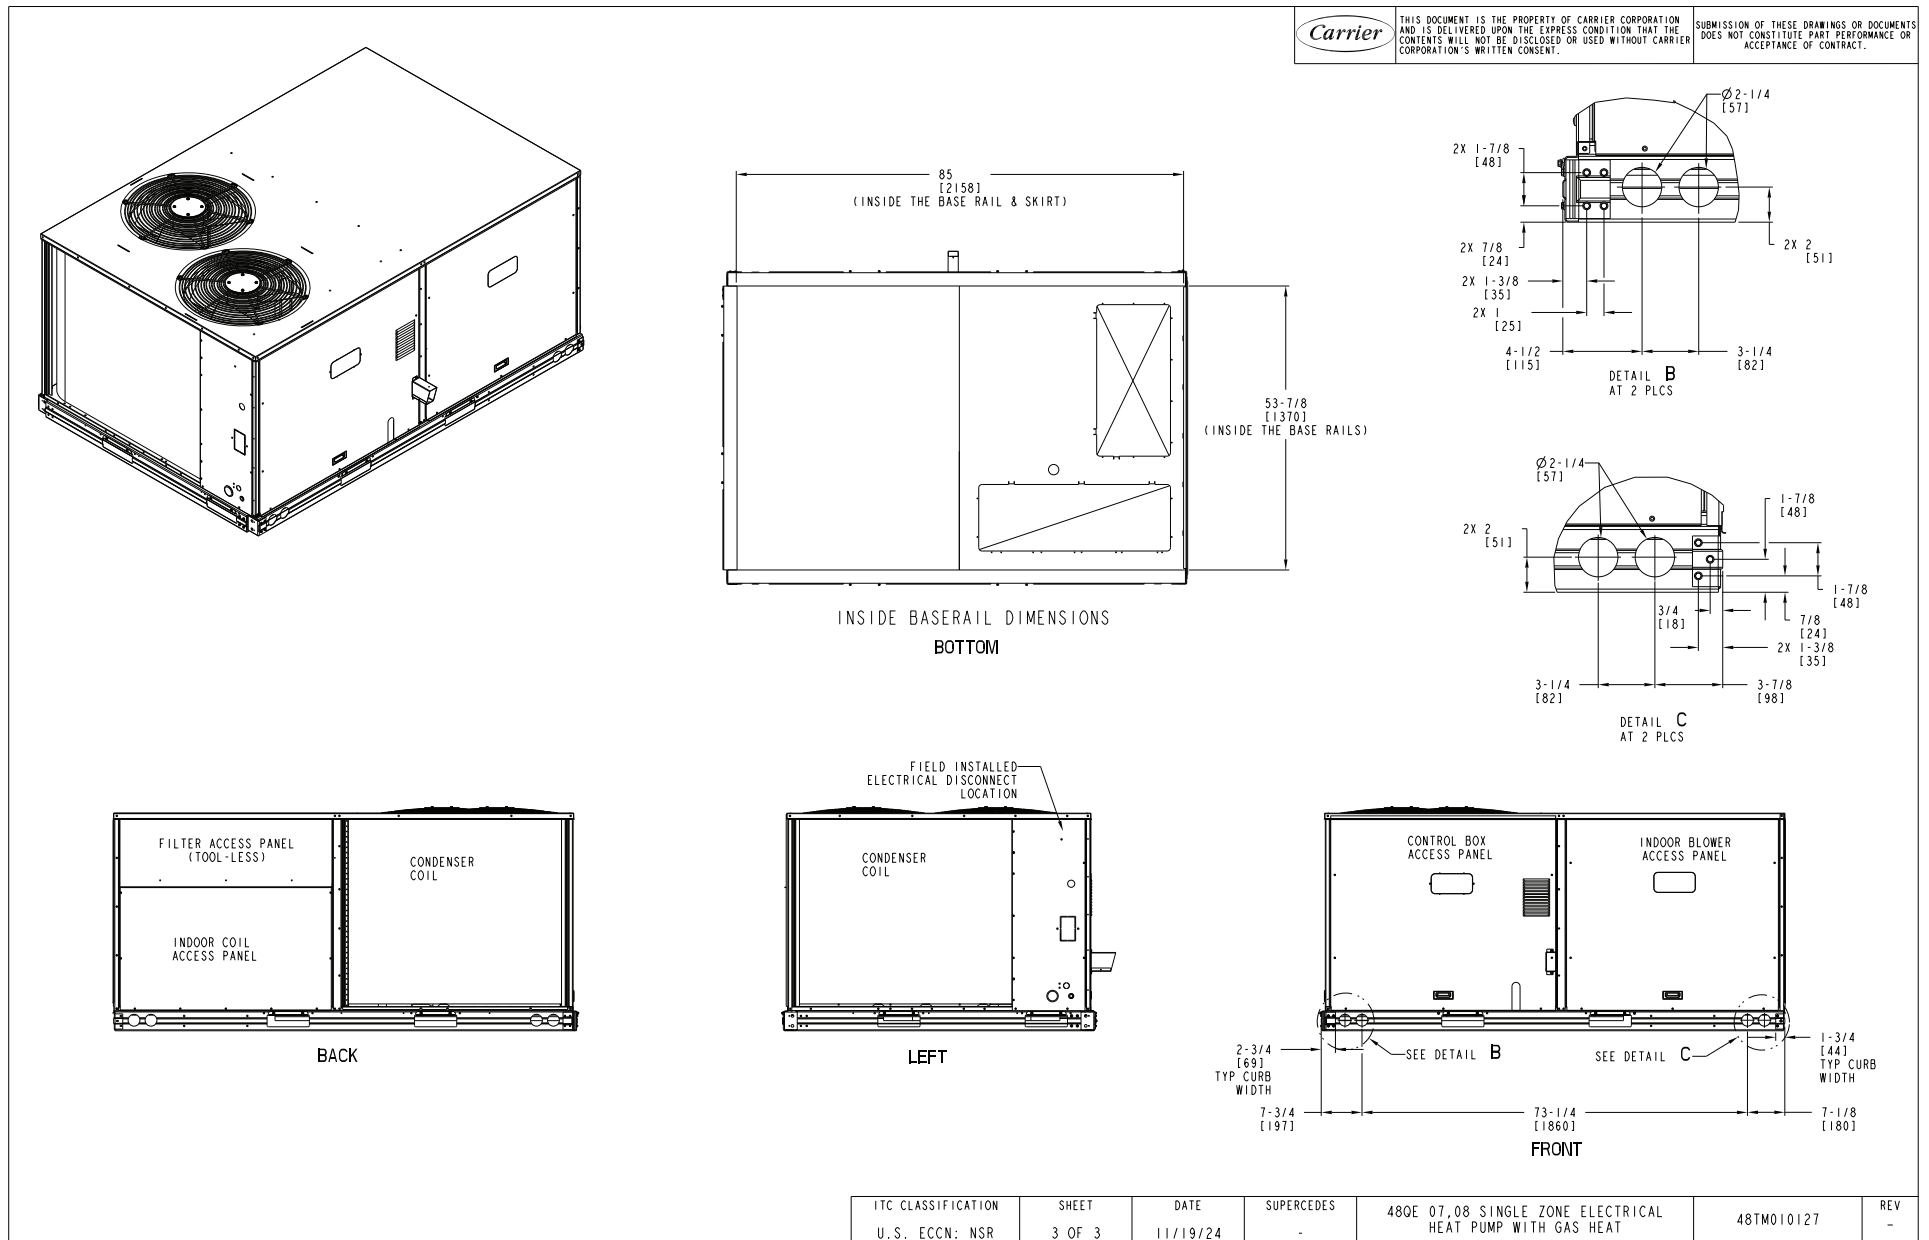 Carrier
THIS DOCUMENT IS THE PROPERTY OF CARRIER CORPORATION
AND IS DELIVERED UPON THE EXPRESS CONDITION THAT THE
CONTENTS WILL NOT BE DISCLOSED OR USED WITHOUT CARRIER
CORPORATION'S WRITTEN CONSENT.
SUBMISSION OF THESE DRAWINGS OR DOCUMENTS
DOES NOT CONSTITUTE PART PERFORMANCE OR
ACCEPTANCE OF CONTRACT.
85
[2158]
(INSIDE THE BASE RAIL & SKIRT)
53-7/8
[1370]
(INSIDE THE BASE RAILS)
INSIDE BASERAIL DIMENSIONS
BOTTOM
Ø2-1/4
[57]
2X 1-7/8
[48]
2X 7/8
[24]
2X 2
[51]
2X 1-3/8
[35]
2X 1
[25]
4-1/2
[115]
3-1/4
[82]
DETAIL B
AT 2 PLCS
Ø2-1/4
[57]
1-7/8
[48]
2X 2
[51]
1-7/8
[48]
3/4
[18]
7/8
[24]
2X 1-3/8
[35]
3-1/4
[82]
3-7/8
[98]
DETAIL C
AT 2 PLCS
FILTER ACCESS PANEL
(TOOL-LESS)
CONDENSER
COIL
INDOOR COIL
ACCESS PANEL
BACK
FIELD INSTALLED
ELECTRICAL DISCONNECT
LOCATION
CONDENSER
COIL
LEFT
CONTROL BOX
ACCESS PANEL
INDOOR BLOWER
ACCESS PANEL
2-3/4
[69]
TYP CURB
WIDTH
SEE DETAIL B
SEE DETAIL C
1-3/4
[44]
TYP CURB
WIDTH
7-3/4
[197]
73-1/4
[1860]
7-1/8
[180]
FRONT
ITC CLASSIFICATION
U.S. ECCN: NSR
SHEET
3 OF 3
DATE
11/19/24
SUPERCEDES
-
48QE 07,08 SINGLE ZONE ELECTRICAL
HEAT PUMP WITH GAS HEAT
48TM010127
REV
-